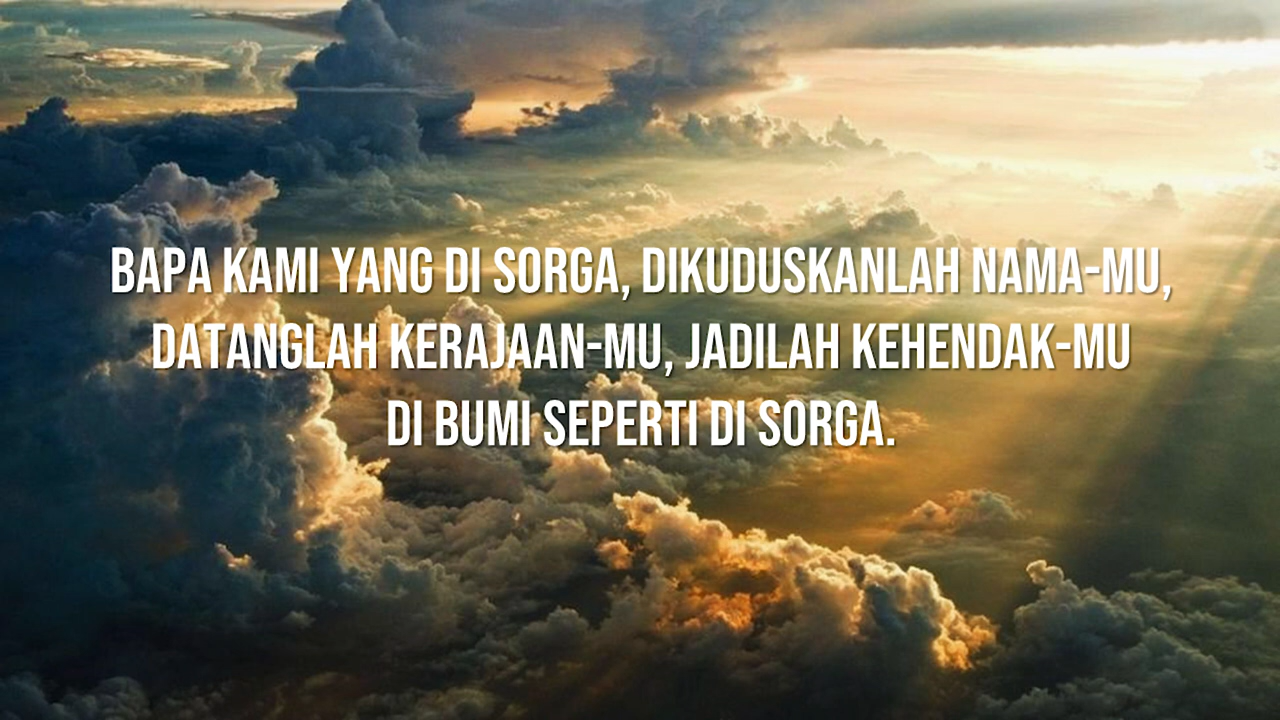 BAPA KAMI YANG DI SORGA, DIKUDUSKANLAH NAMA-MU,
DATANGLAH KERAJAAN-MU, JADILAH KEHENDAK-MU
DI BUMI SEPERTI DI SORGA.